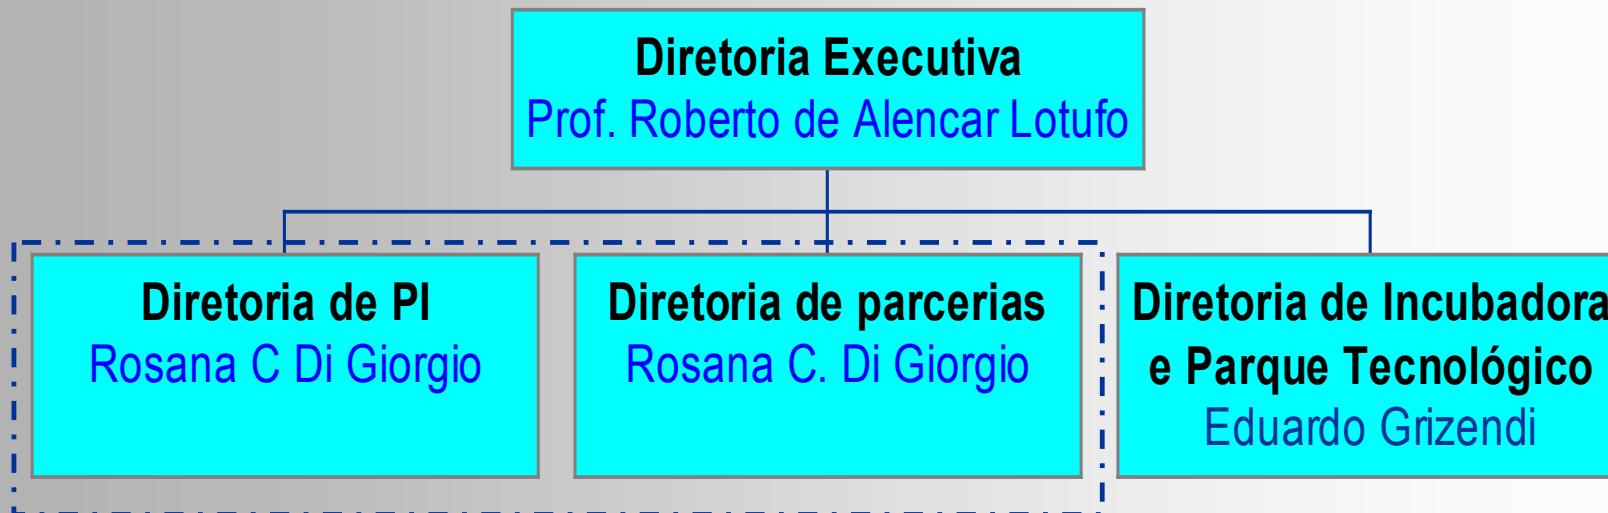 Diretoria Executiva
Prof. Roberto de Alencar Lotufo
Diretoria de PI
Rosana C Di Giorgio
Diretoria de parcerias
Rosana C. Di Giorgio
Diretoria de Incubadora
e Parque Tecnológico
Eduardo Grizendi